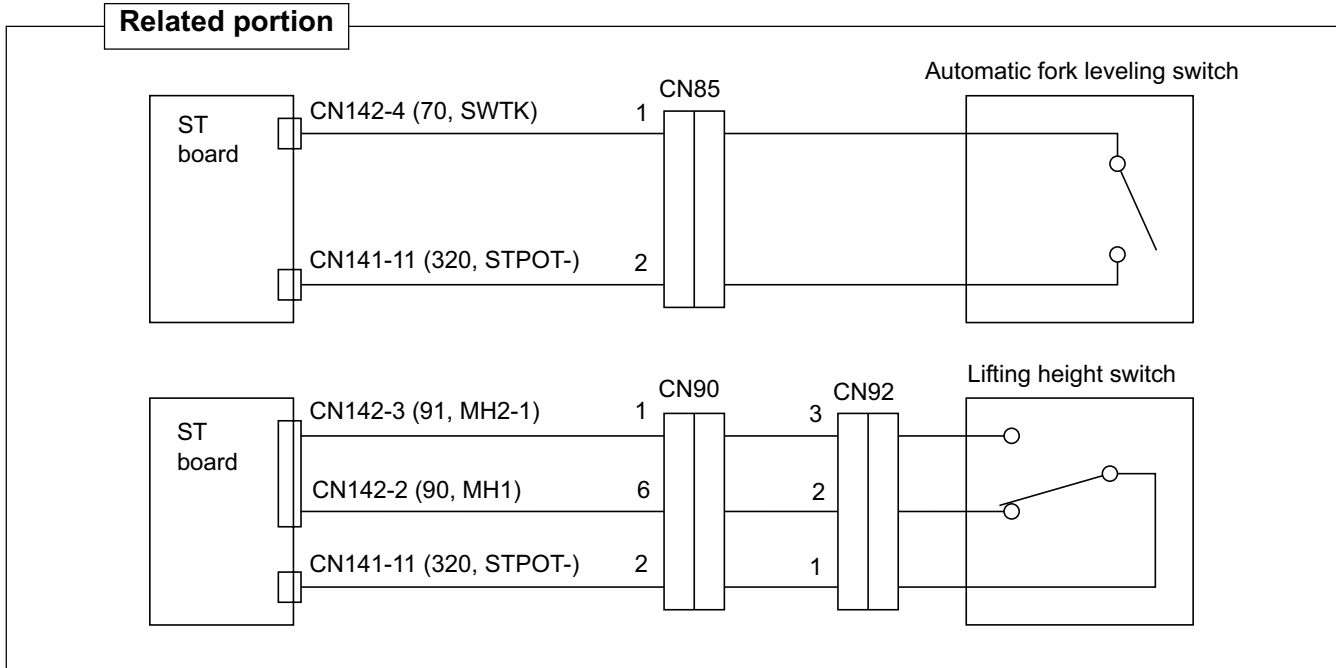 Related portion
Automatic fork leveling switch
CN85
ST
board
CN142-4 (70, SWTK)
1
CN141-11 (320, STPOT-)
2
Lifting height switch
CN90
CN92
ST
board
CN142-3 (91, MH2-1)
1
3
CN142-2 (90, MH1)
6
2
CN141-11 (320, STPOT-)
2
1